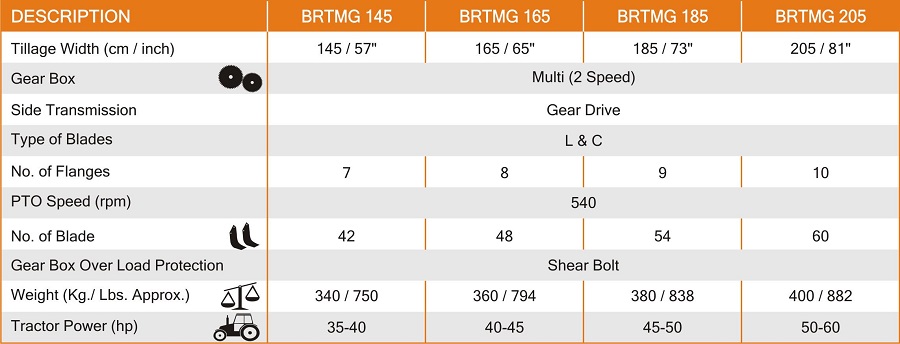 DESCRIPTION BRTMG 145 BRTMG 165 BRTMG 185 BRTMG 205
Tillage Width (cm / inch) 145 / 57" 165 / 65" 185 / 73" 205 / 81"
Gear Box Multi (2 Speed)
Side Transmission Gear Drive
Type of Blades L & C
No. of Flanges 7 8 9 10
PTO Speed (rpm) 540
No. of Blade 42 48 54 60
Gear Box Over Load Protection Shear Bolt
Weight (Kg./ Lbs. Approx.) 340 / 750 360 / 794 380 / 838 400 / 882
Tractor Power (hp) 35-40 40-45 45-50 50-60